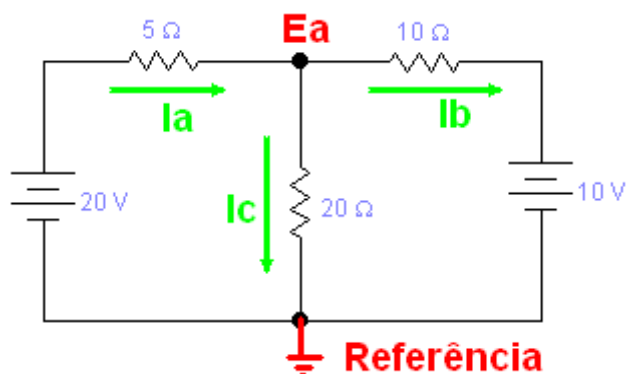 5 Ω
Ea
10 Ω
Ia
Ib
20 V
Ic
20 Ω
10 V
Referência